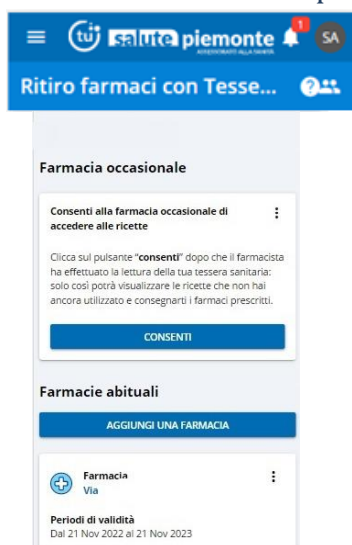 tu salute piemonte 1 SA
Ritiro farmaci con Tesse... ?
Farmacia occasionale
Consenti alla farmacia occasionale di
accedere alle ricette
Clicca sul pulsante "consenti" dopo che il farmacista
ha effettuato la lettura della tua tessera sanitaria:
solo così potrà visualizzare le ricette che non hai
ancora utilizzato e consegnarti i farmaci prescritti.
CONSENTI
Farmacie abituali
AGGIUNGI UNA FARMACIA
Farmacia
Via
Periodi di validità
Dal 21 Nov 2022 al 21 Nov 2023